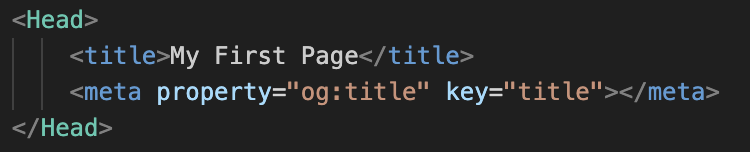 <Head>
<title>My First Page</title>
<meta property="og:title" key="title"></meta>
</Head>